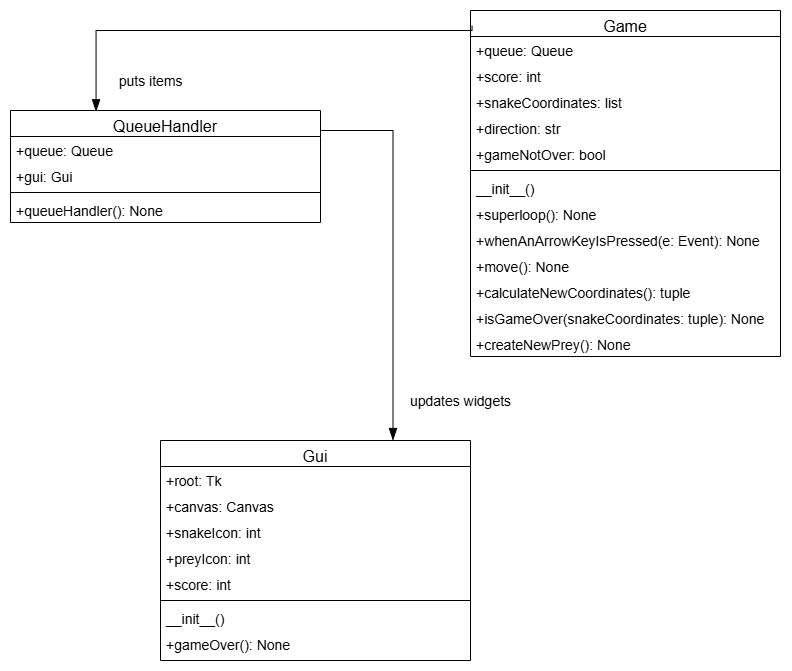 Game
+queue: Queue
+score: int
+snakeCoordinates: list
+direction: str
+gameNotOver: bool
__init__()
+superloop(): None
+whenAnArrowKeyIsPressed(e: Event): None
+move(): None
+calculateNewCoordinates(): tuple
+isGameOver(snakeCoordinates: tuple): None
+createNewPrey(): None
puts items
QueueHandler
+queue: Queue
+gui: Gui
+queueHandler(): None
updates widgets
Gui
+root: Tk
+canvas: Canvas
+snakeIcon: int
+preyIcon: int
+score: int
__init__()
+gameOver(): None